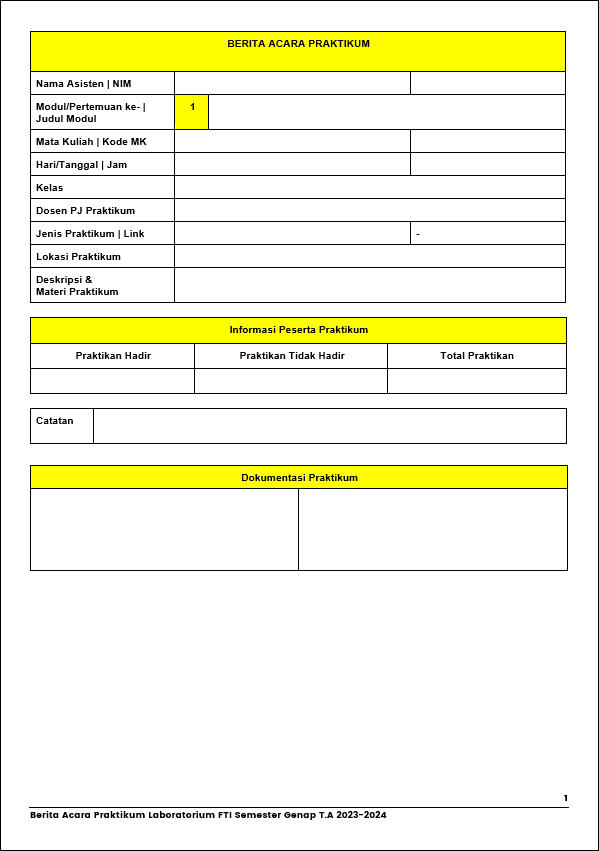 BERITA ACARA PRAKTIKUM
Nama Asisten | NIM
Modul/Pertemuan ke- |
Judul Modul
1
Mata Kuliah | Kode MK
Hari/Tanggal | Jam
Kelas
Dosen PJ Praktikum
Jenis Praktikum | Link
-
Lokasi Praktikum
Deskripsi &
Materi Praktikum
Informasi Peserta Praktikum
Praktikan Hadir
Praktikan Tidak Hadir
Total Praktikan
Catatan
Dokumentasi Praktikum
1
Berita Acara Praktikum Laboratorium FTI Semester Genap T.A 2023-2024